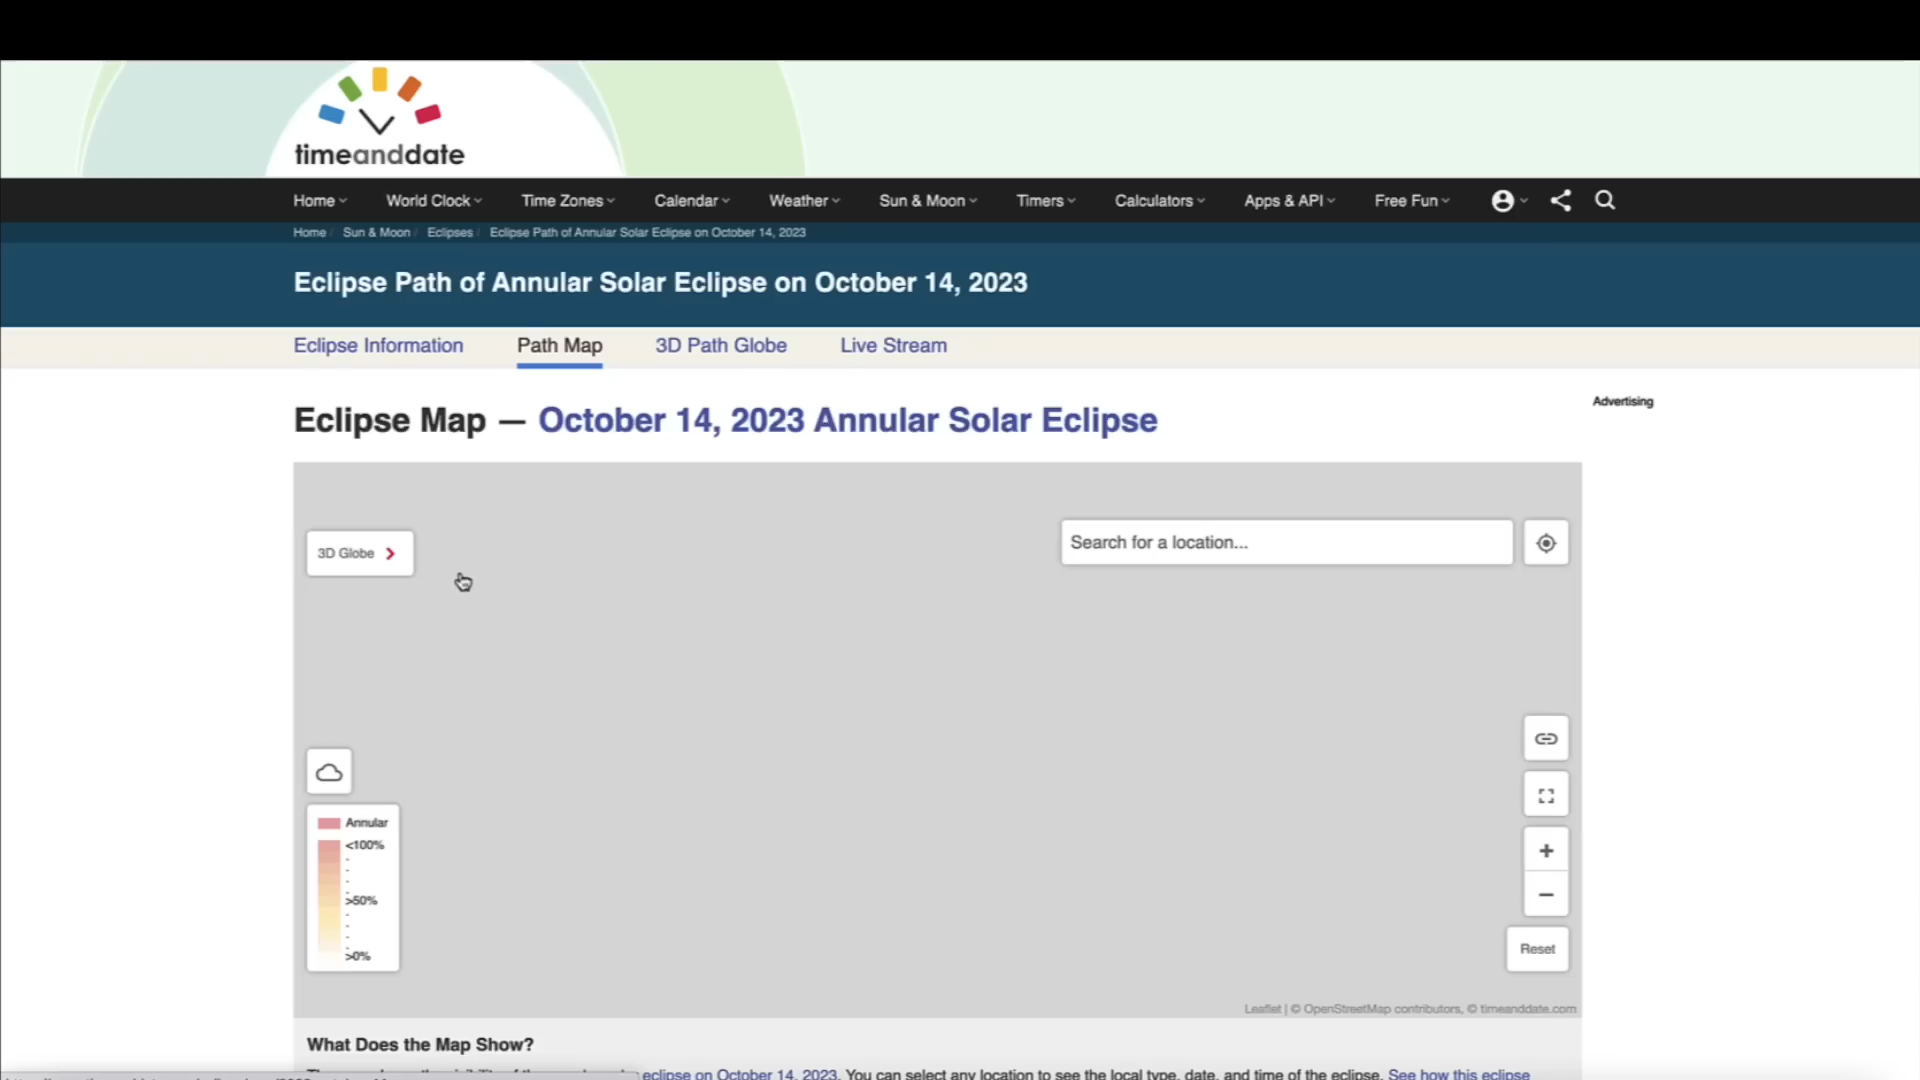 timeanddate
Home World Clock Time Zones Calendar Weather Sun & Moon Timers Calculators Apps & API Free Fun
Home / Sun & Moon / Eclipses / Eclipse Path of Annular Solar Eclipse on October 14, 2023
Eclipse Path of Annular Solar Eclipse on October 14, 2023
Eclipse Information Path Map 3D Path Globe Live Stream
Advertising
Eclipse Map — October 14, 2023 Annular Solar Eclipse
3D Globe
Search for a location...
Annular
<100%
>50%
>0%
+
−
Reset
Leaflet | © OpenStreetMap contributors, © timeanddate.com
What Does the Map Show?
eclipse on October 14, 2023. You can select any location to see the local type, date, and time of the eclipse. See how this eclipse